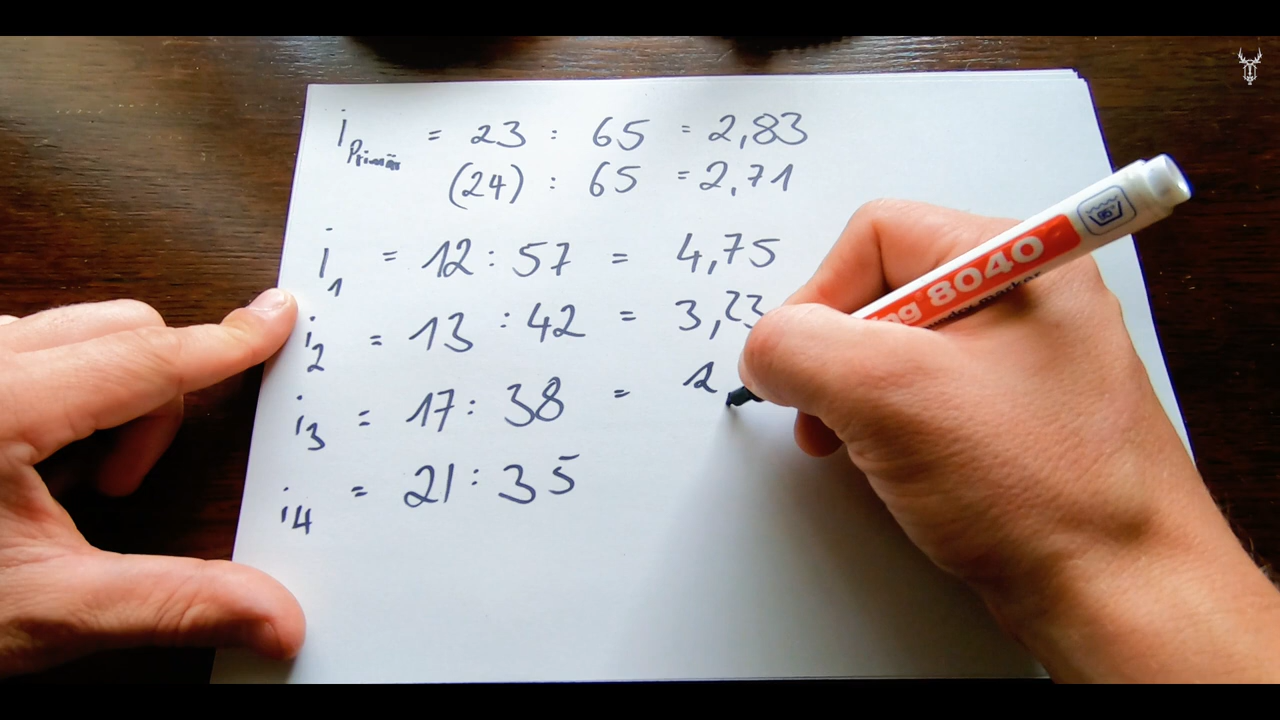 i Primär = 23 : 65 = 2,83
(24) : 65 = 2,71
i1 = 12 : 57 = 4,75
i2 = 13 : 42 = 3,23
i3 = 17 : 38 = 2
i4 = 21 : 35
8040